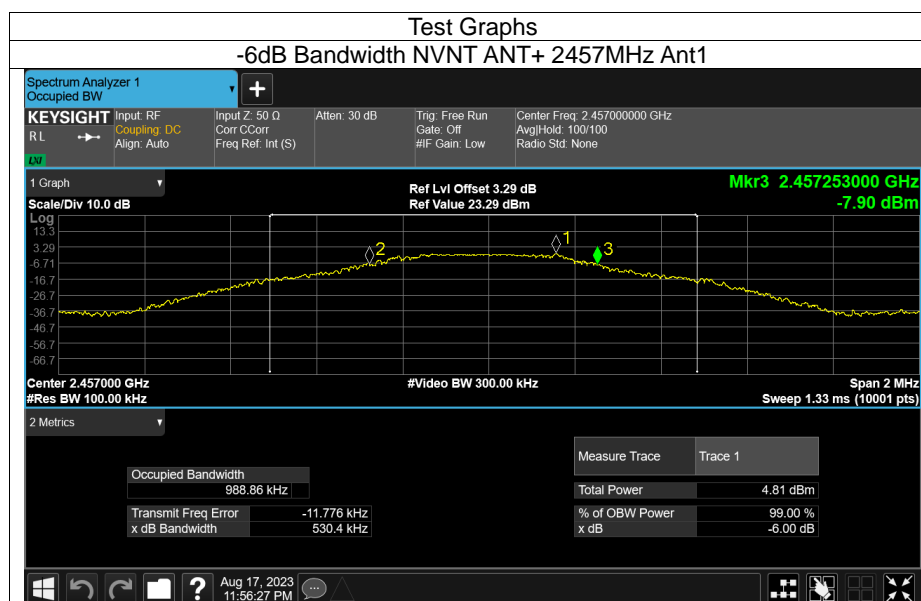 Test Graphs
-6dB Bandwidth NVNT ANT+ 2457MHz Ant1
Spectrum Analyzer 1
Occupied BW
+
KEYSIGHT
R L
LXI
Input: RF
Coupling: DC
Align: Auto
Input Z: 50 Ω
Corr CCorr
Freq Ref: Int (S)
Atten: 30 dB
Trig: Free Run
Gate: Off
#IF Gain: Low
Center Freq: 2.457000000 GHz
Avg|Hold: 100/100
Radio Std: None
1 Graph
Scale/Div 10.0 dB
Ref Lvl Offset 3.29 dB
Ref Value 23.29 dBm
Mkr3 2.457253000 GHz
-7.90 dBm
Log
13.3
3.29
-6.71
-16.7
-26.7
-36.7
-46.7
-56.7
-66.7
2
1
3
Center 2.457000 GHz
#Res BW 100.00 kHz
#Video BW 300.00 kHz
Span 2 MHz
Sweep 1.33 ms (10001 pts)
2 Metrics
Occupied Bandwidth
988.86 kHz
Transmit Freq Error -11.776 kHz
x dB Bandwidth 530.4 kHz
Measure Trace Trace 1
Total Power 4.81 dBm
% of OBW Power 99.00 %
x dB -6.00 dB
?
Aug 17, 2023
11:56:27 PM